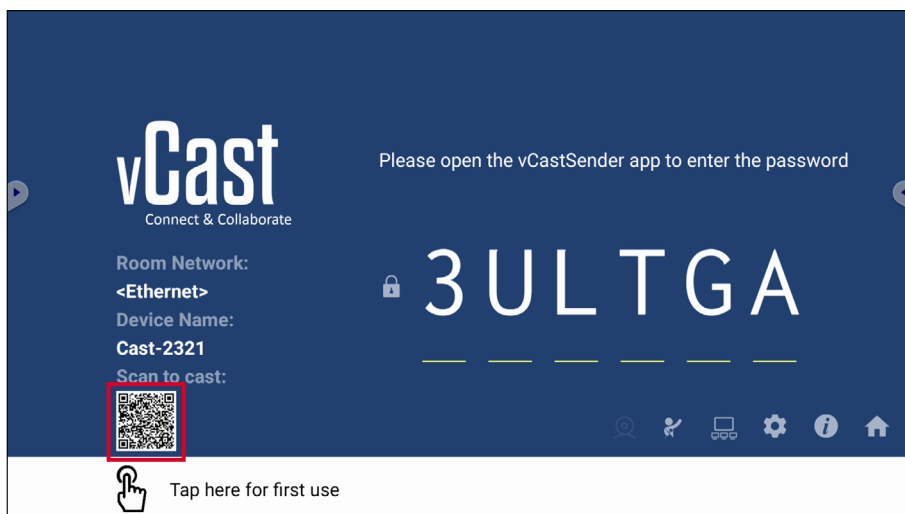 vCast
Connect & Collaborate
Please open the vCastSender app to enter the password
Room Network:
<Ethernet>
Device Name:
Cast-2321
Scan to cast:
3ULTGA
Tap here for first use